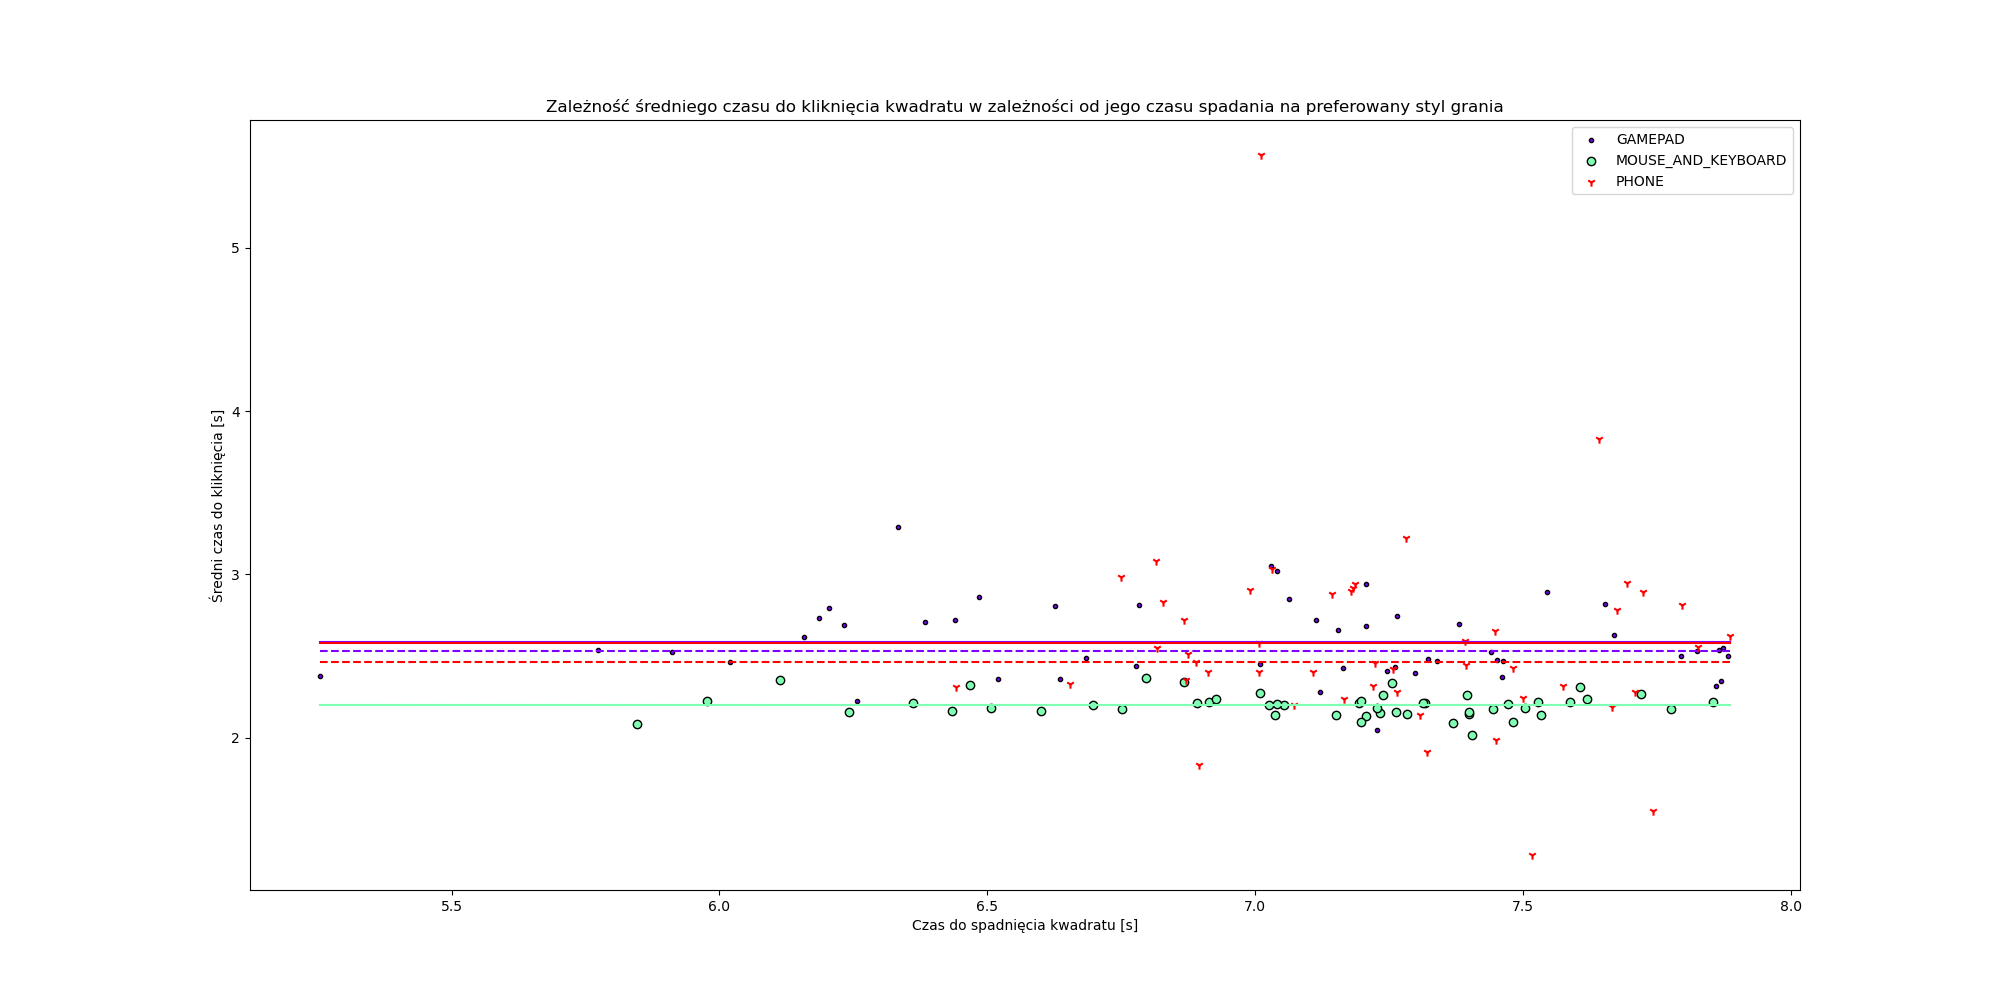 Zależność średniego czasu do kliknięcia kwadratu w zależności od jego czasu spadania na preferowany styl grania
GAMEPAD
MOUSE_AND_KEYBOARD
PHONE
Średni czas do kliknięcia [s]
5
4
3
2
5.5
6.0
6.5
7.0
7.5
8.0
Czas do spadnięcia kwadratu [s]